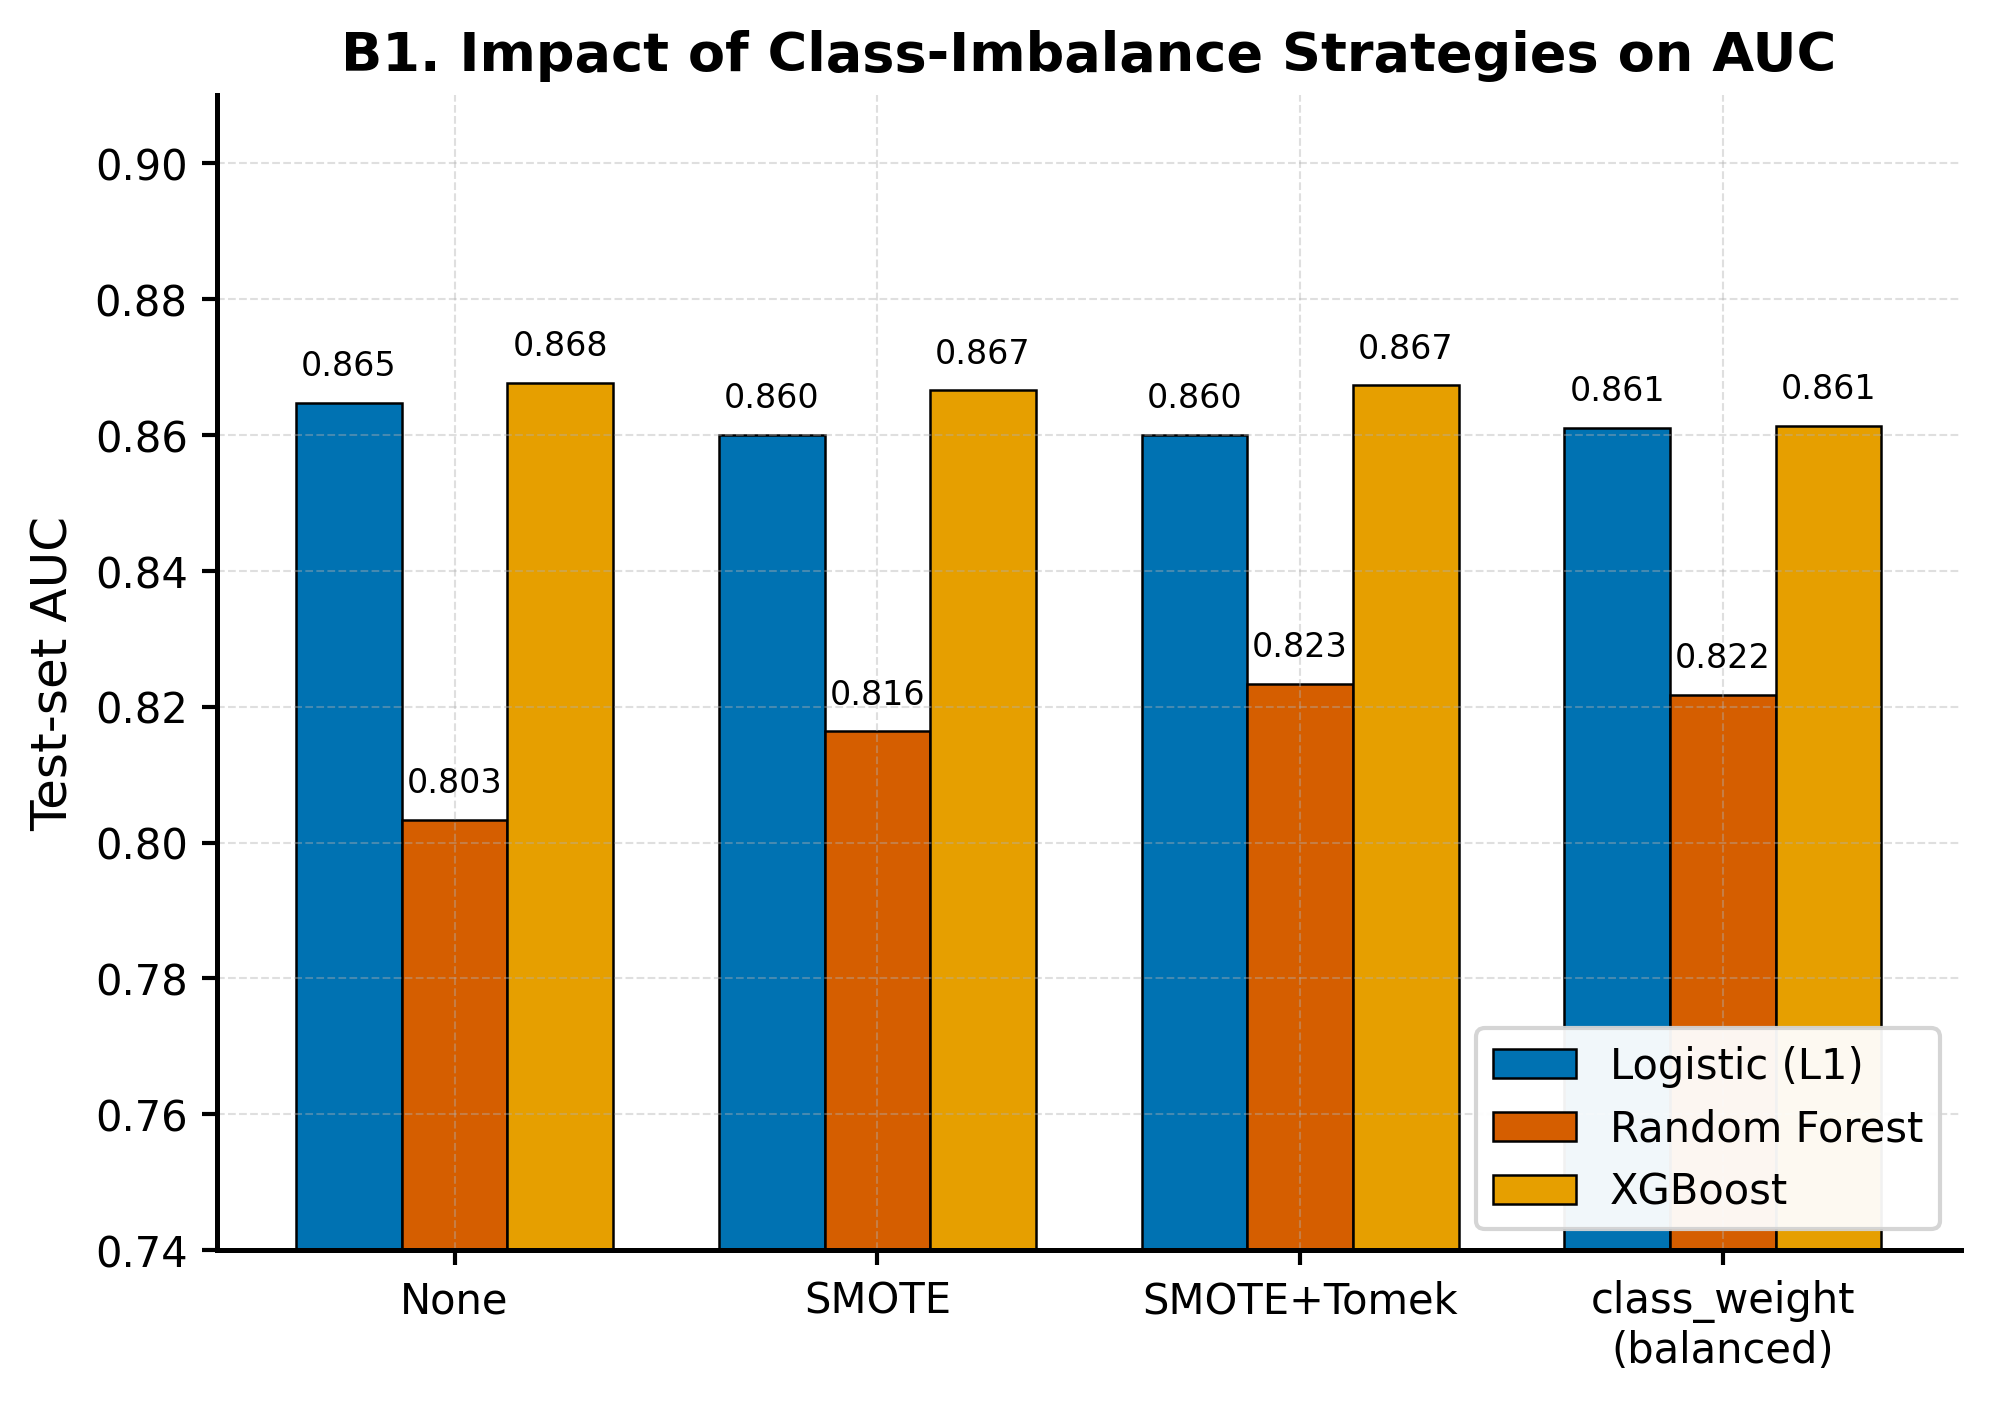 B1. Impact of Class-Imbalance Strategies on AUC
Test-set AUC
0.90
0.88
0.86
0.84
0.82
0.80
0.78
0.76
0.74
0.865
0.803
0.868
0.860
0.816
0.867
0.860
0.823
0.867
0.861
0.822
0.861
Logistic (L1)
Random Forest
XGBoost
None
SMOTE
SMOTE+Tomek
class_weight
(balanced)